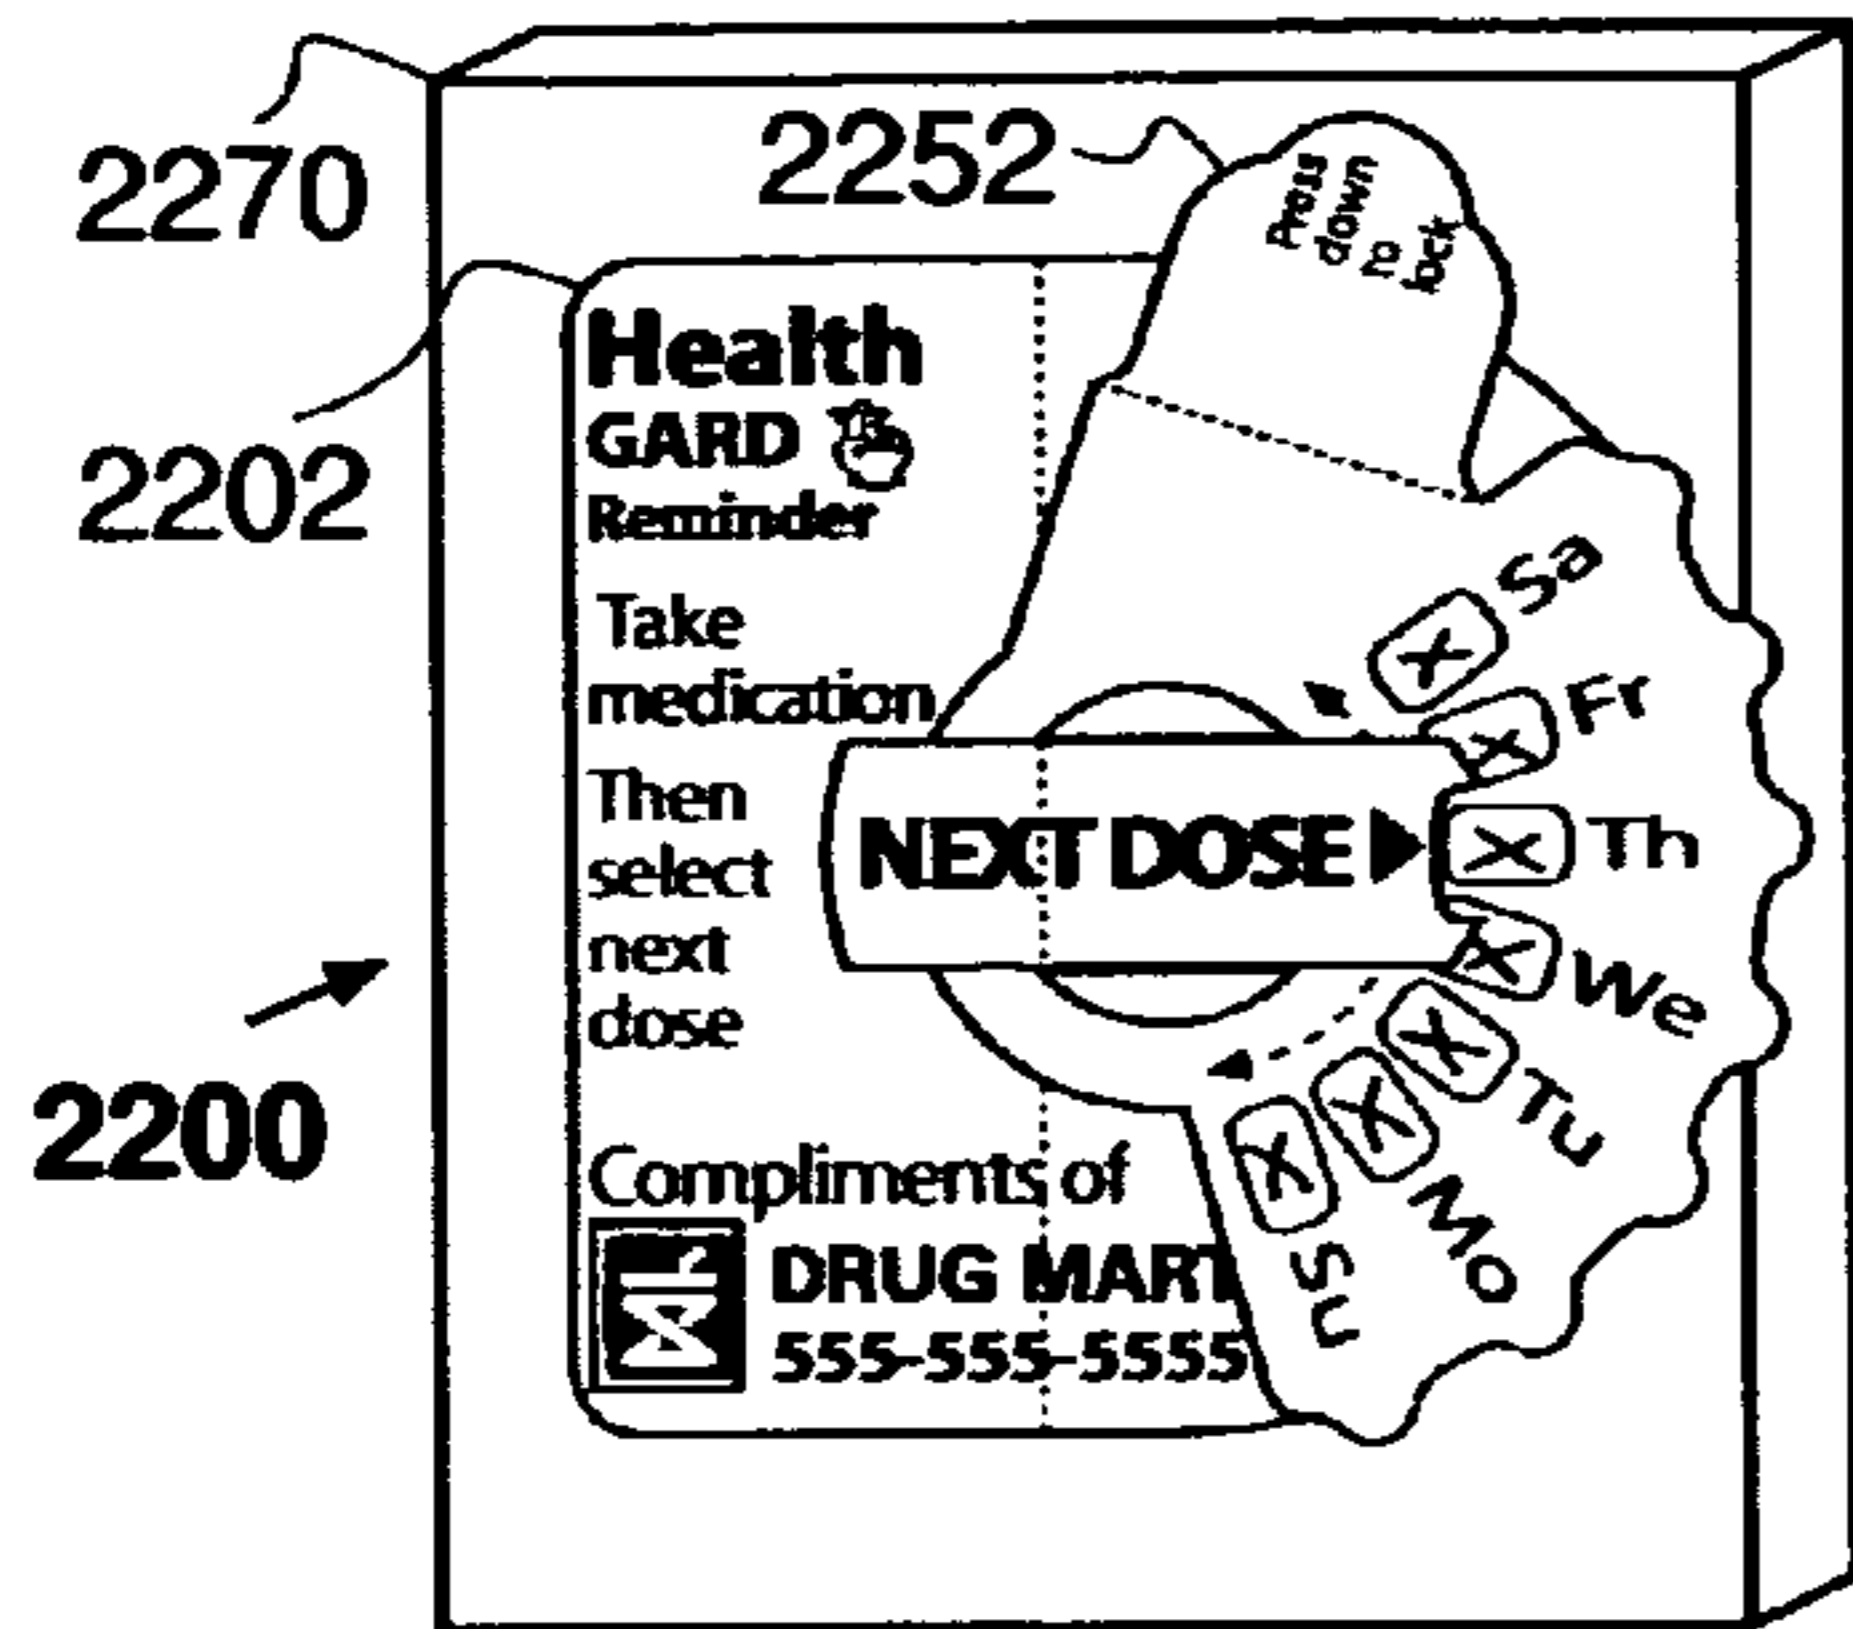 2270
2252
Press
down
to
lock
2202
Health
GARD
Reminder
Take
medication
Then
select
next
dose
NEXT DOSE
Sa
Fr
Th
We
Tu
Mo
Su
X
X
X
X
X
X
X
2200
Compliments of
DRUG MART
555-555-5555